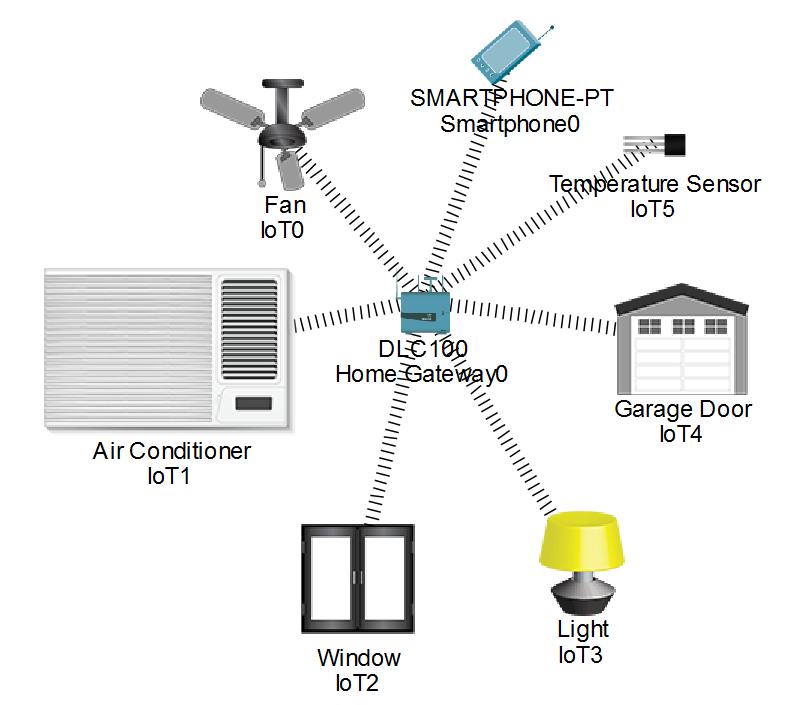 SMARTPHONE-PT
Smartphone0
Temperature Sensor
IoT5
Fan
IoT0
DLC100
Home Gateway0
Garage Door
IoT4
Air Conditioner
IoT1
Light
IoT3
Window
IoT2